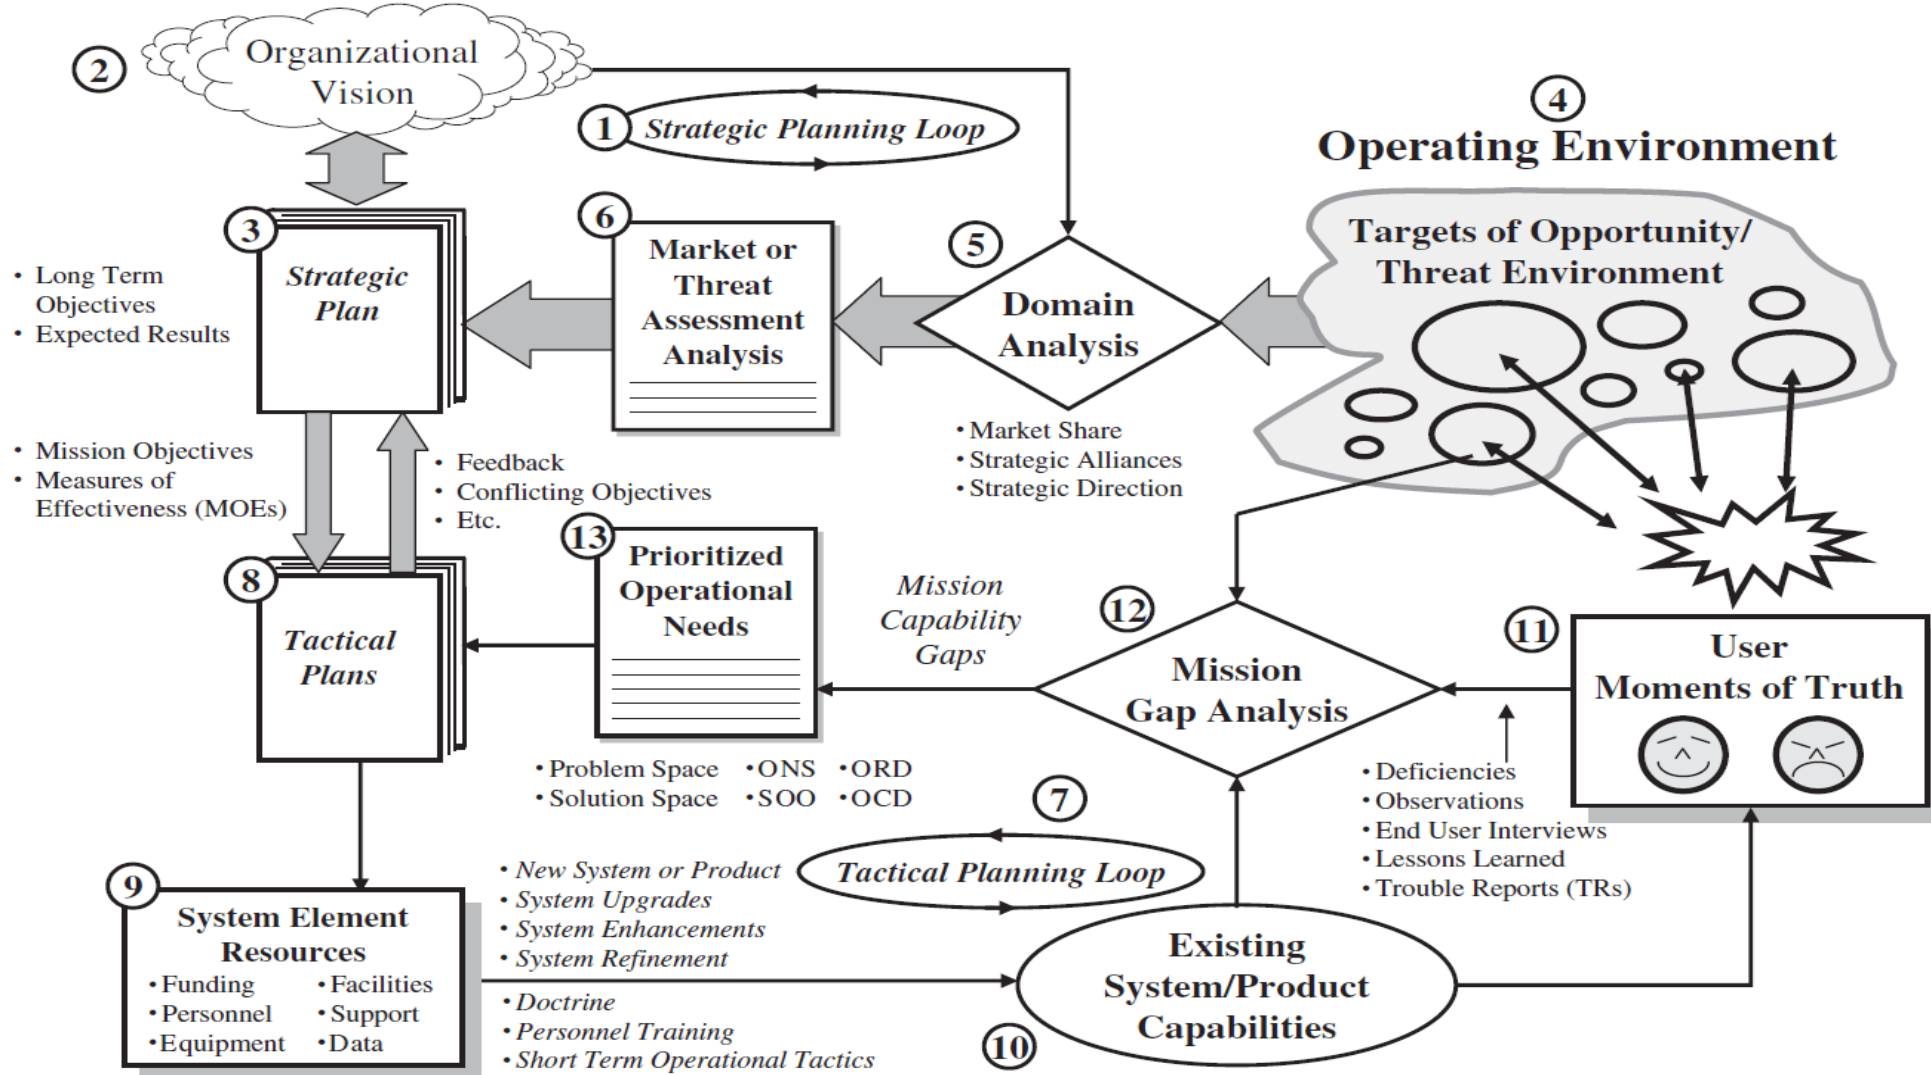 2
Organizational
Vision
1
Strategic Planning Loop
4
Operating Environment
3
Strategic
Plan
• Long Term
Objectives
• Expected Results
6
Market or
Threat
Assessment
Analysis
5
Domain
Analysis
• Market Share
• Strategic Alliances
• Strategic Direction
Targets of Opportunity/
Threat Environment
• Mission Objectives
• Measures of
Effectiveness (MOEs)
• Feedback
• Conflicting Objectives
• Etc.
8
Tactical
Plans
13
Prioritized
Operational
Needs
• Problem Space • ONS • ORD
• Solution Space • SOO • OCD
Mission
Capability
Gaps
12
Mission
Gap Analysis
11
User
Moments of Truth
• Deficiencies
• Observations
• End User Interviews
• Lessons Learned
• Trouble Reports (TRs)
7
Tactical Planning Loop
9
System Element
Resources
• Funding • Facilities
• Personnel • Support
• Equipment • Data
• New System or Product
• System Upgrades
• System Enhancements
• System Refinement
• Doctrine
• Personnel Training
• Short Term Operational Tactics
10
Existing
System/Product
Capabilities